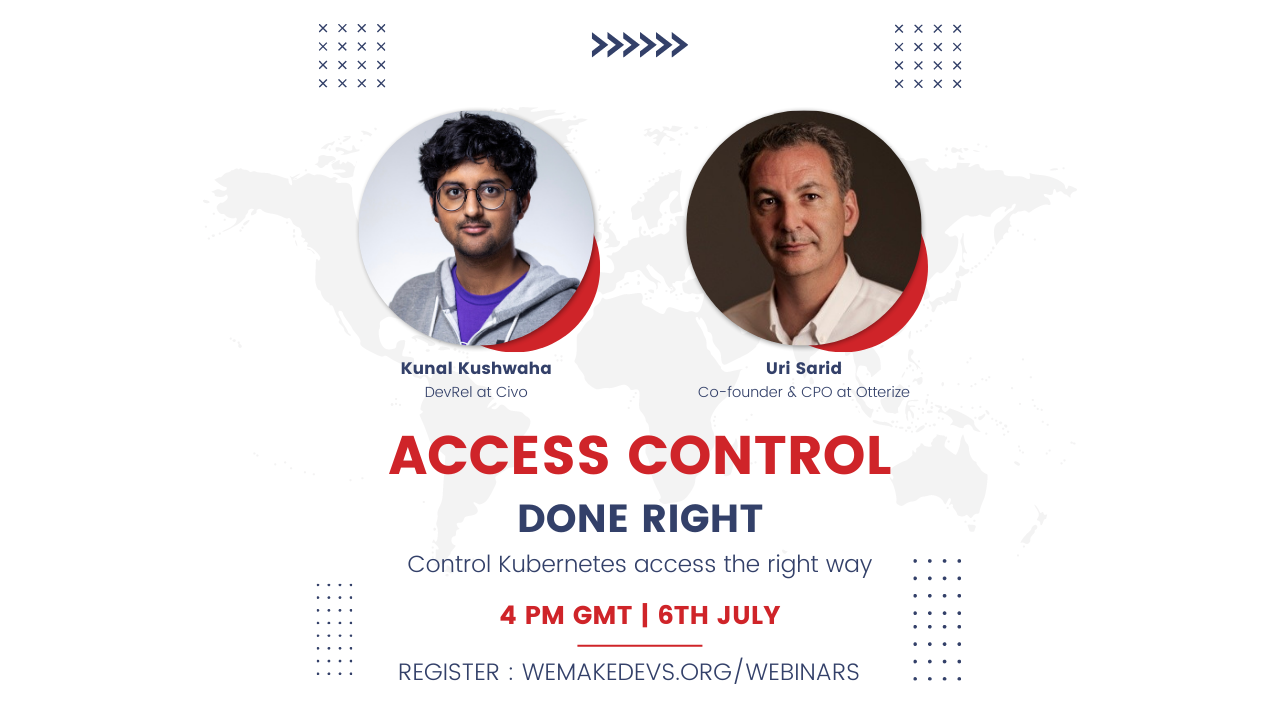 Kunal Kushwaha
DevRel at Civo
Uri Sarid
Co-founder & CPO at Otterize
ACCESS CONTROL
DONE RIGHT
Control Kubernetes access the right way
4 PM GMT | 6TH JULY
REGISTER : WEMAKEDEVS.ORG/WEBINARS